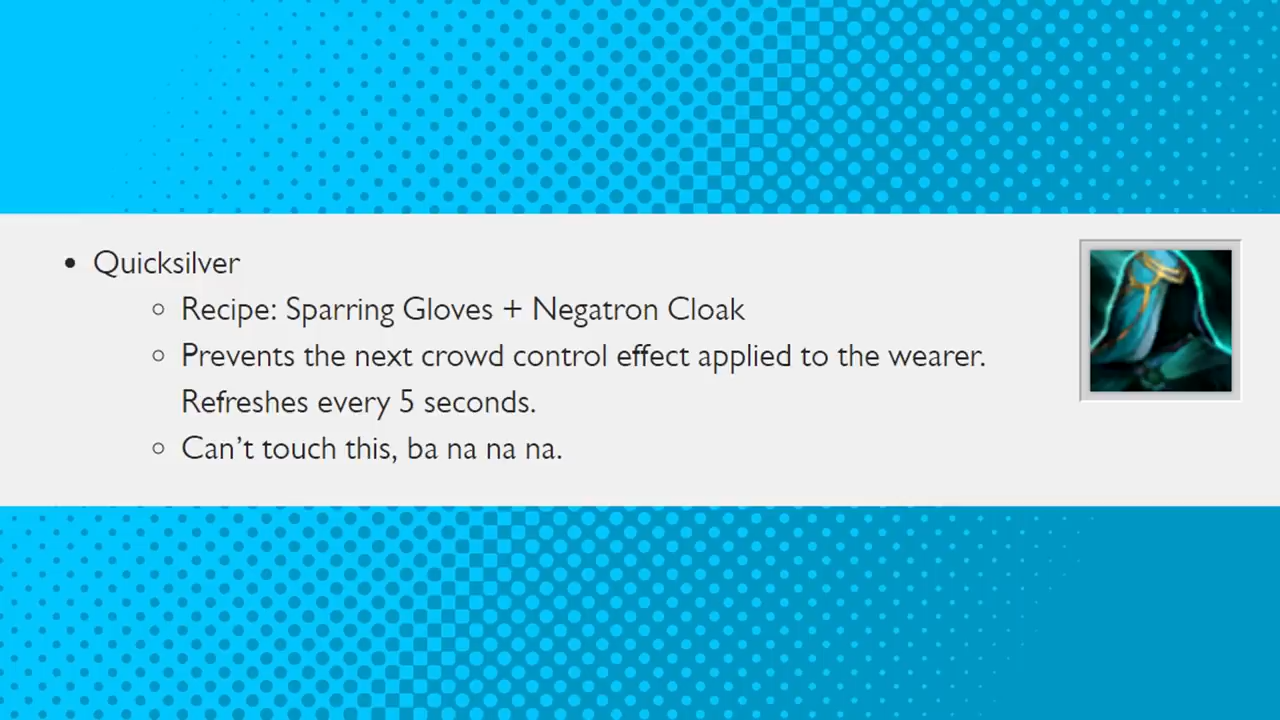 Quicksilver
Recipe: Sparring Gloves + Negatron Cloak
Prevents the next crowd control effect applied to the wearer.
Refreshes every 5 seconds.
Can’t touch this, ba na na na.